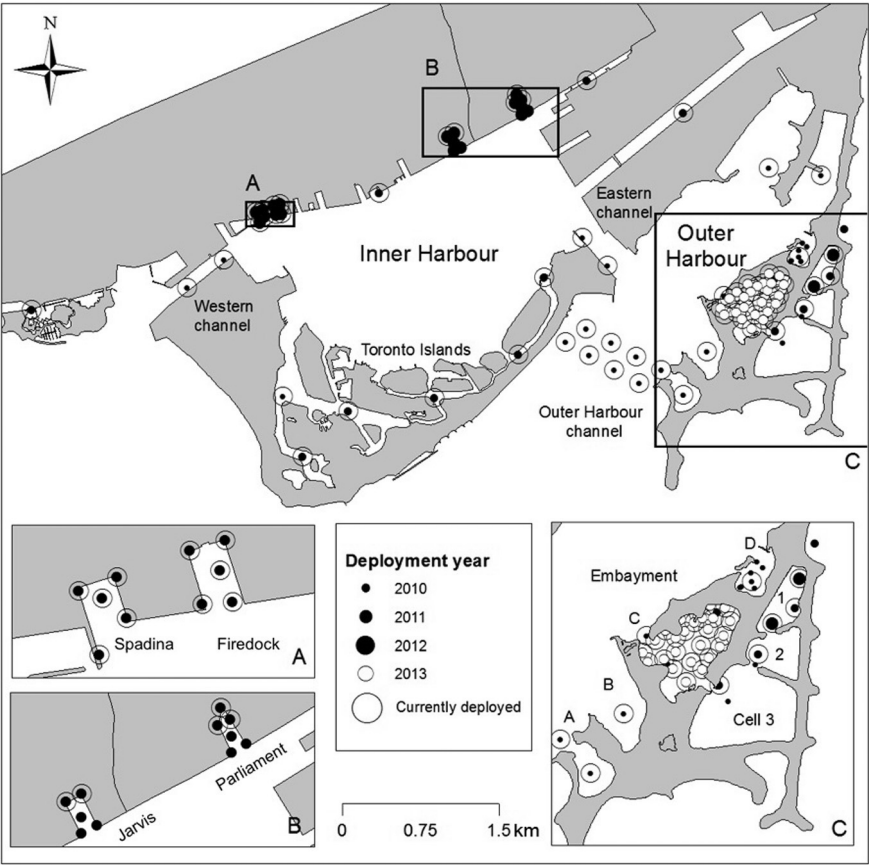 N
B
A
Eastern
channel
Outer
Harbour
Inner Harbour
Western
channel
Toronto Islands
Outer Harbour
channel
C
Spadina
Firedock
A
Jarvis
Parliament
B
Deployment year
2010
2011
2012
2013
Currently deployed
0
0.75
1.5 km
D
Embayment
1
C
2
B
A
Cell 3
C